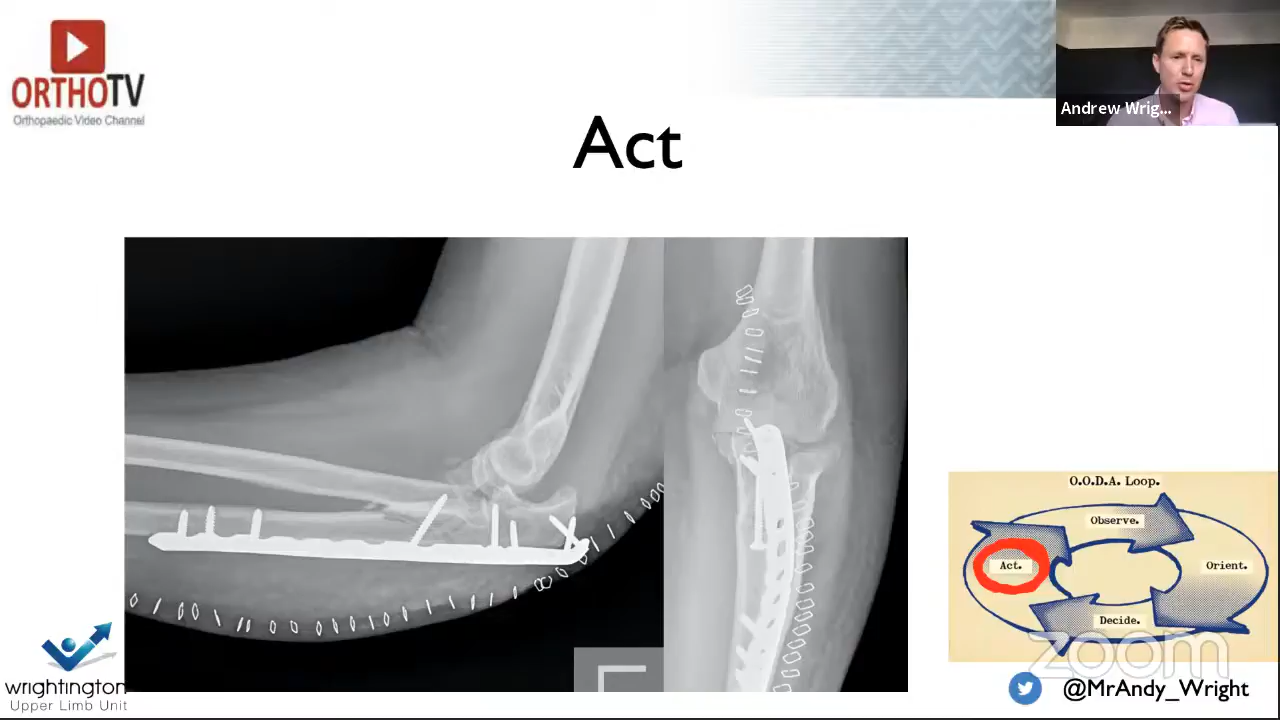 ORTHOTV
Orthopaedic Video Channel
Andrew Wrig...
Act
O.O.D.A. Loop.
Observe.
Act.
Orient.
Decide.
zoom
wrightington
Upper Limb Unit
@MrAndy_Wright